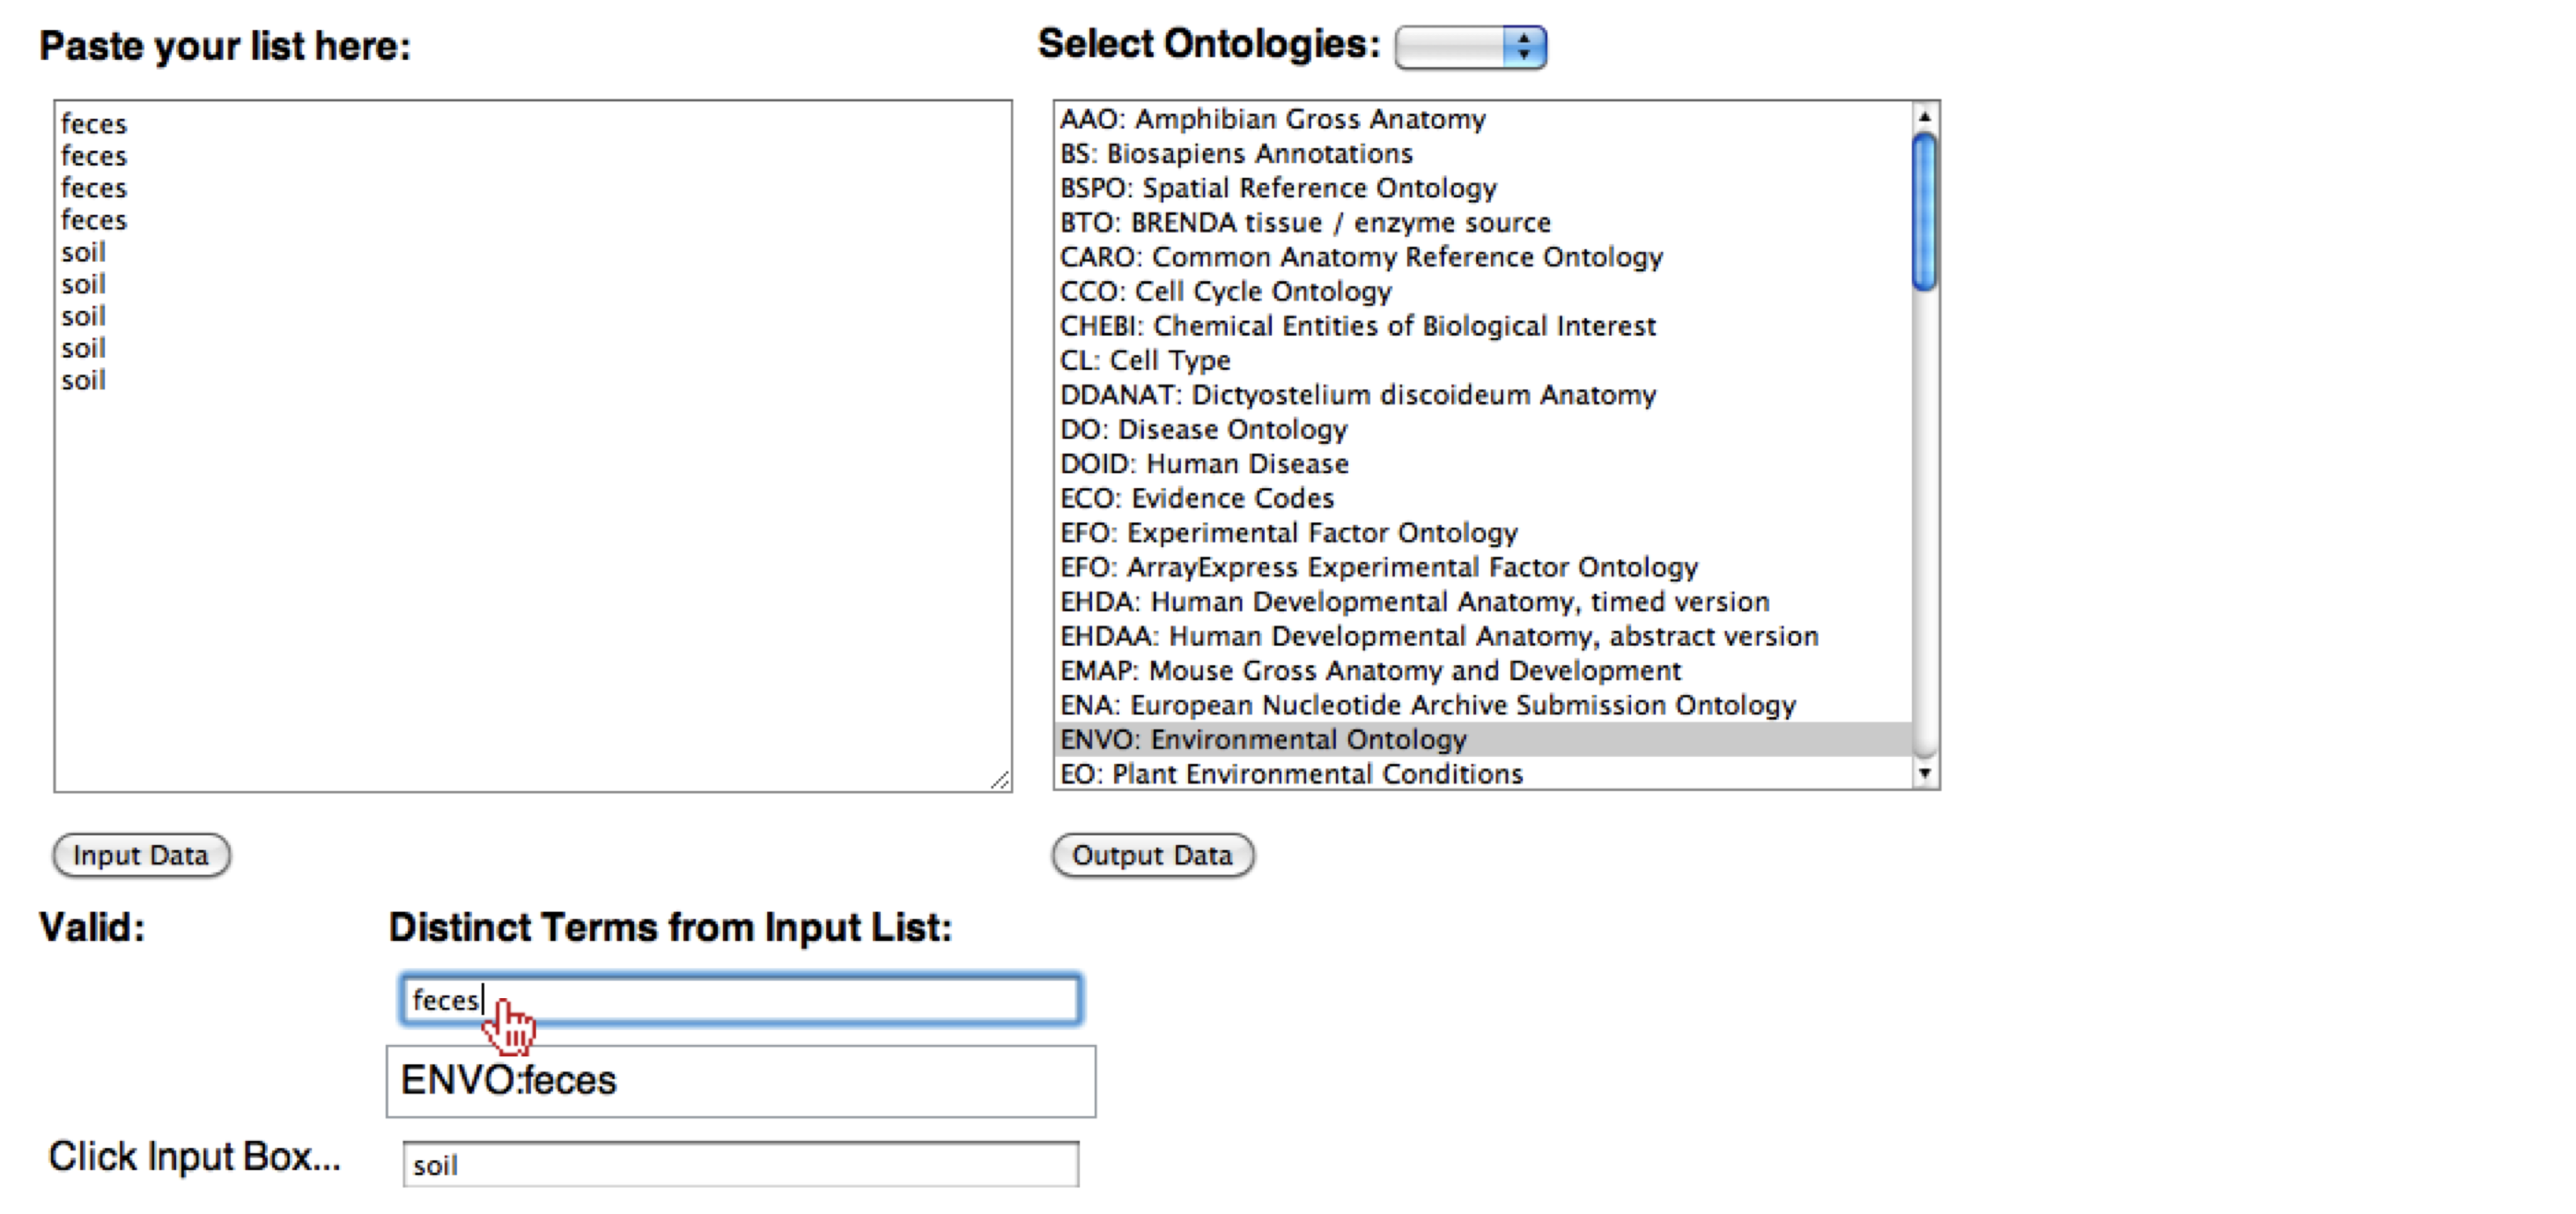 Paste your list here:
feces
feces
feces
feces
soil
soil
soil
soil
soil
Input Data
Select Ontologies:
AAO: Amphibian Gross Anatomy
BS: Biosapiens Annotations
BSPO: Spatial Reference Ontology
BTO: BRENDA tissue / enzyme source
CARO: Common Anatomy Reference Ontology
CCO: Cell Cycle Ontology
CHEBI: Chemical Entities of Biological Interest
CL: Cell Type
DDANAT: Dictyostelium discoideum Anatomy
DO: Disease Ontology
DOID: Human Disease
ECO: Evidence Codes
EFO: Experimental Factor Ontology
EFO: ArrayExpress Experimental Factor Ontology
EHDA: Human Developmental Anatomy, timed version
EHDAA: Human Developmental Anatomy, abstract version
EMAP: Mouse Gross Anatomy and Development
ENA: European Nucleotide Archive Submission Ontology
ENVO: Environmental Ontology
EO: Plant Environmental Conditions
Output Data
Valid:
Distinct Terms from Input List:
feces
ENVO:feces
Click Input Box...
soil